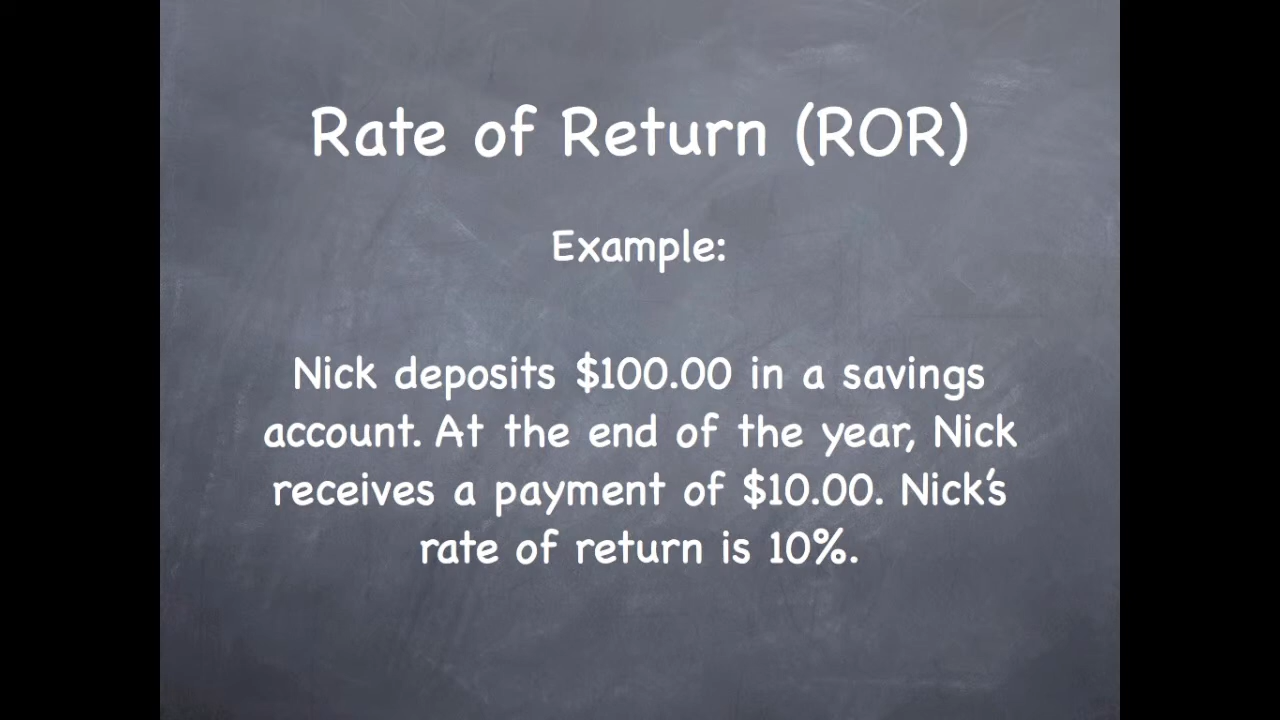 Rate of Return (ROR)
Example:
Nick deposits $100.00 in a savings
account. At the end of the year, Nick
receives a payment of $10.00. Nick’s
rate of return is 10%.